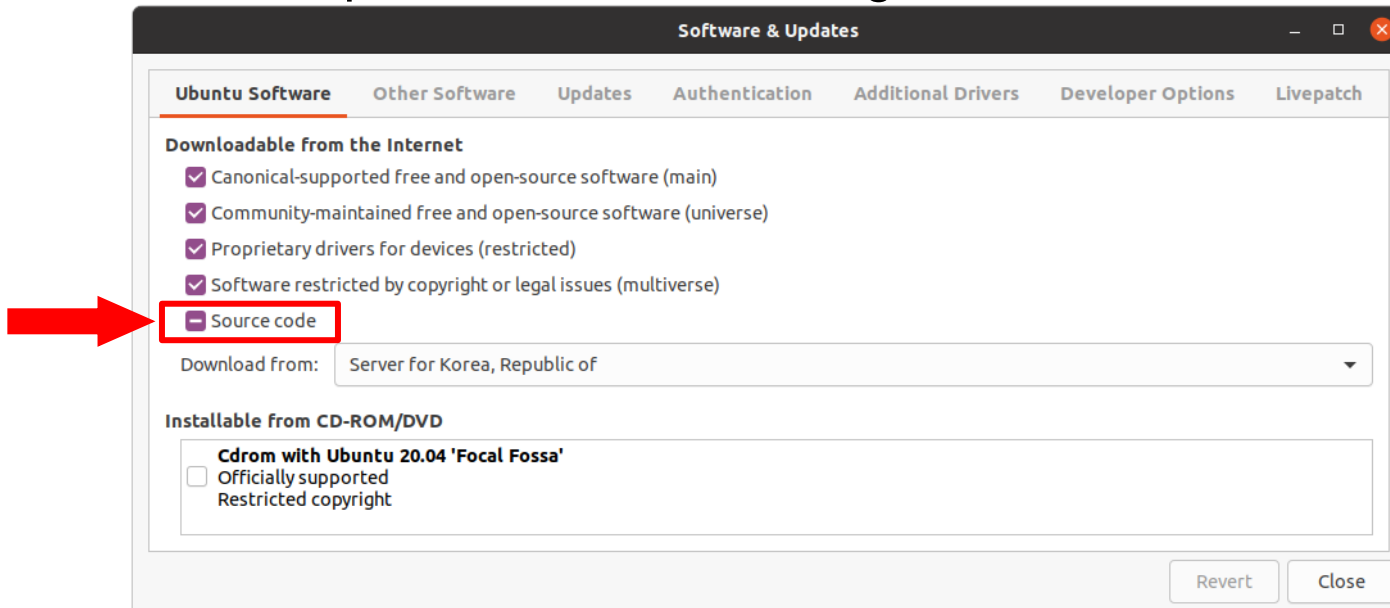 Software & Updates
Ubuntu Software Other Software Updates Authentication Additional Drivers Developer Options Livepatch
Downloadable from the Internet
Canonical-supported free and open-source software (main)
Community-maintained free and open-source software (universe)
Proprietary drivers for devices (restricted)
Software restricted by copyright or legal issues (multiverse)
Source code
Download from: Server for Korea, Republic of
Installable from CD-ROM/DVD
Cdrom with Ubuntu 20.04 'Focal Fossa'
Officially supported
Restricted copyright
Revert Close